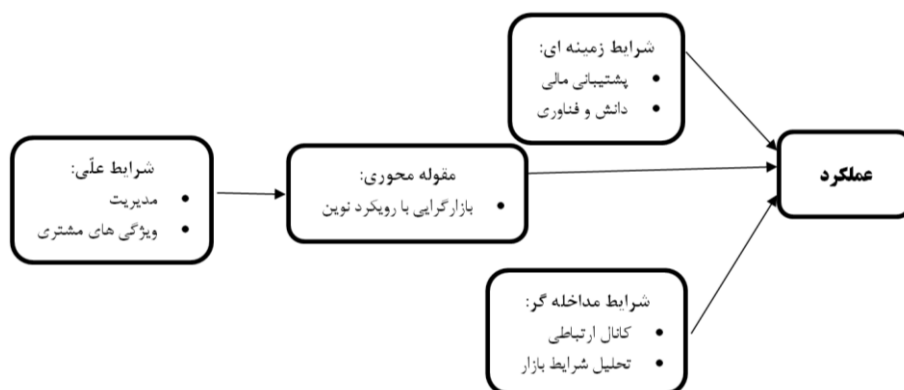 شرایط زمینه ای:
• پشتیبانی مالی
• دانش و فناوری
شرایط علّی:
• مدیریت
• ویژگی های مشتری
مقوله محوری:
• بازارگرایی با رویکرد نوین
عملکرد
شرایط مداخله گر:
• کانال ارتباطی
• تحلیل شرایط بازار